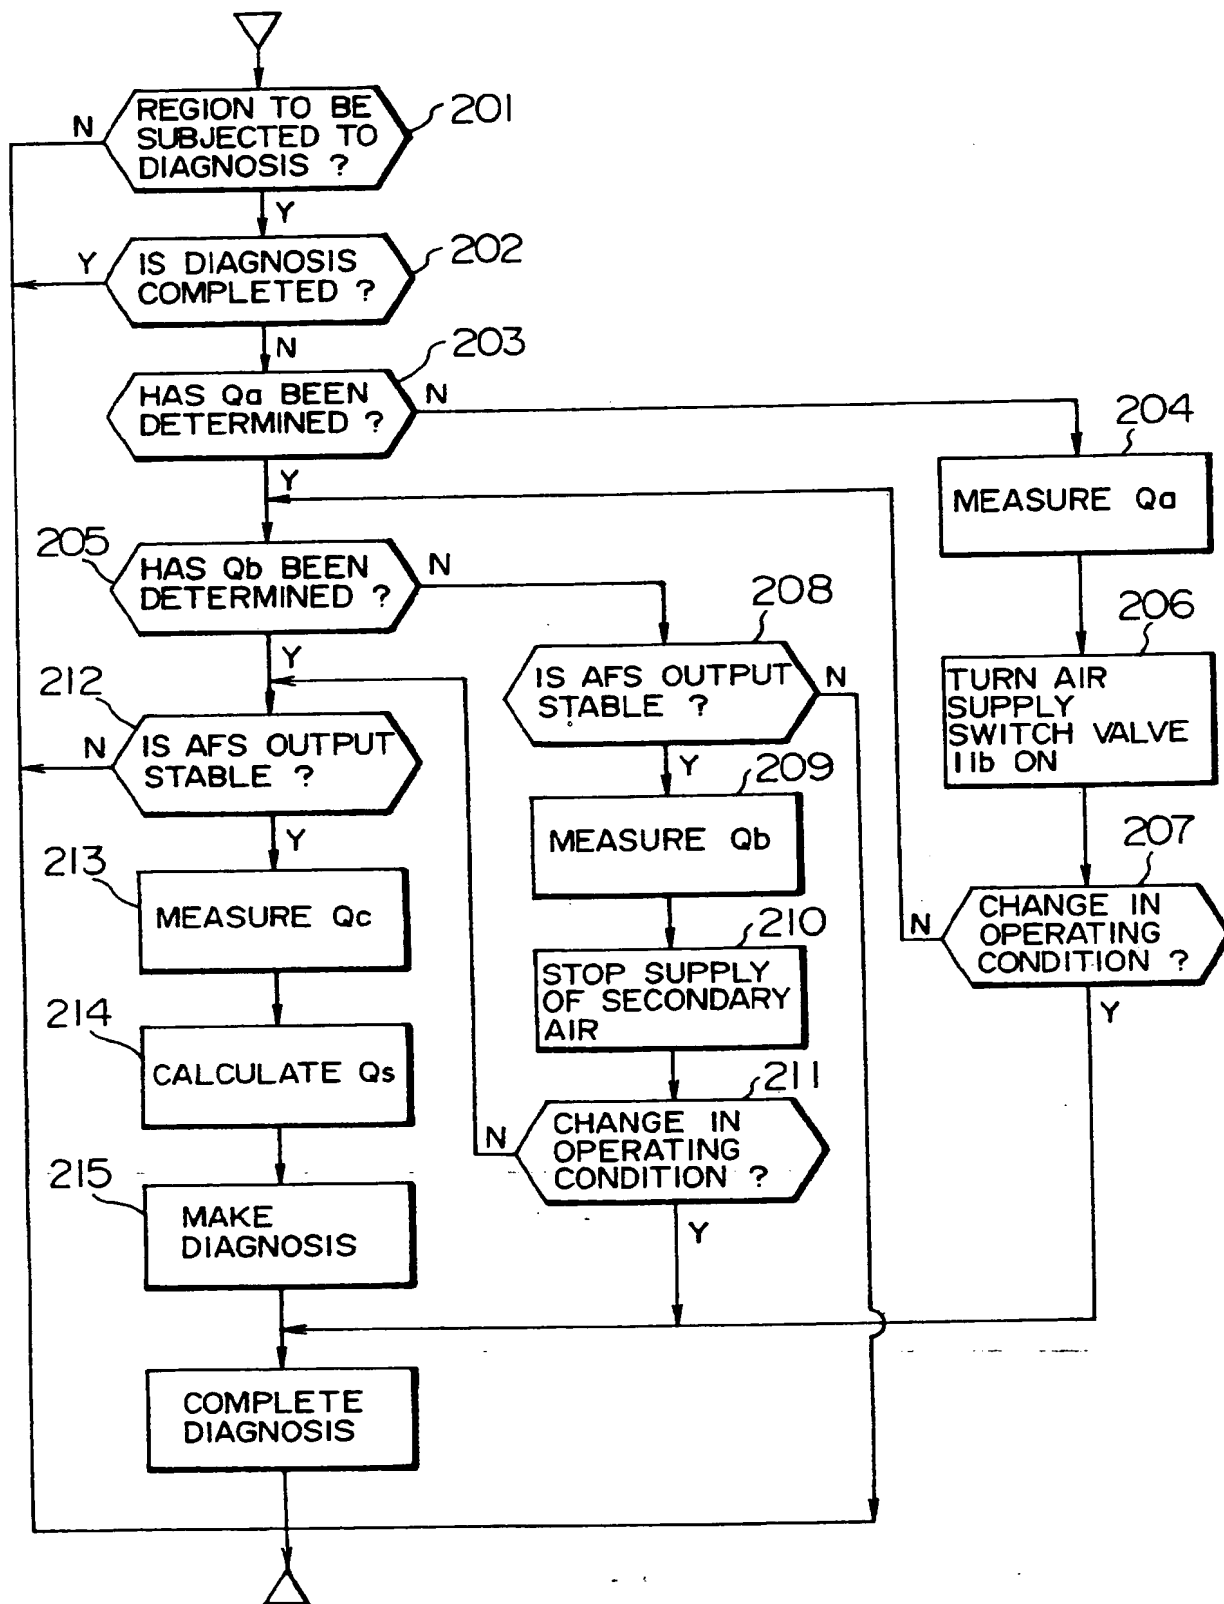 REGION TO BE
SUBJECTED TO
DIAGNOSIS ?
201
N
Y
IS DIAGNOSIS
COMPLETED ?
202
Y
N
HAS Qa BEEN
DETERMINED ?
203
N
Y
MEASURE Qa
204
HAS Qb BEEN
DETERMINED ?
205
N
Y
TURN AIR
SUPPLY
SWITCH VALVE
11b ON
206
IS AFS OUTPUT
STABLE ?
208
N
Y
IS AFS OUTPUT
STABLE ?
212
N
Y
MEASURE Qb
209
CHANGE IN
OPERATING
CONDITION ?
207
N
Y
MEASURE Qc
213
STOP SUPPLY
OF SECONDARY
AIR
210
CALCULATE Qs
214
CHANGE IN
OPERATING
CONDITION ?
211
N
Y
MAKE
DIAGNOSIS
215
COMPLETE
DIAGNOSIS